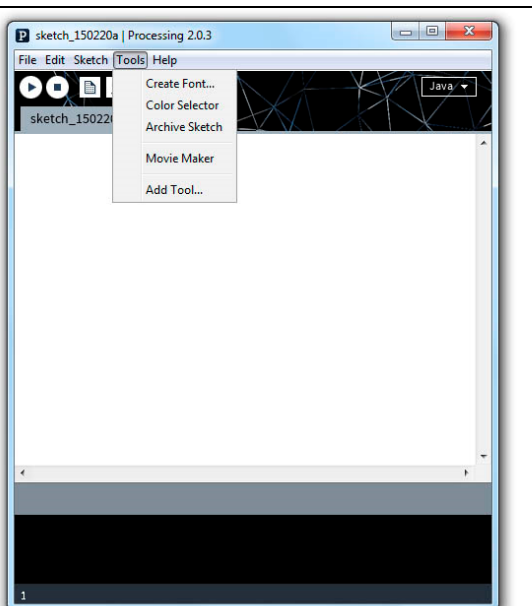 sketch_150220a | Processing 2.0.3
File Edit Sketch Tools Help
Java
Create Font...
Color Selector
Archive Sketch
Movie Maker
Add Tool...
sketch_15022
1